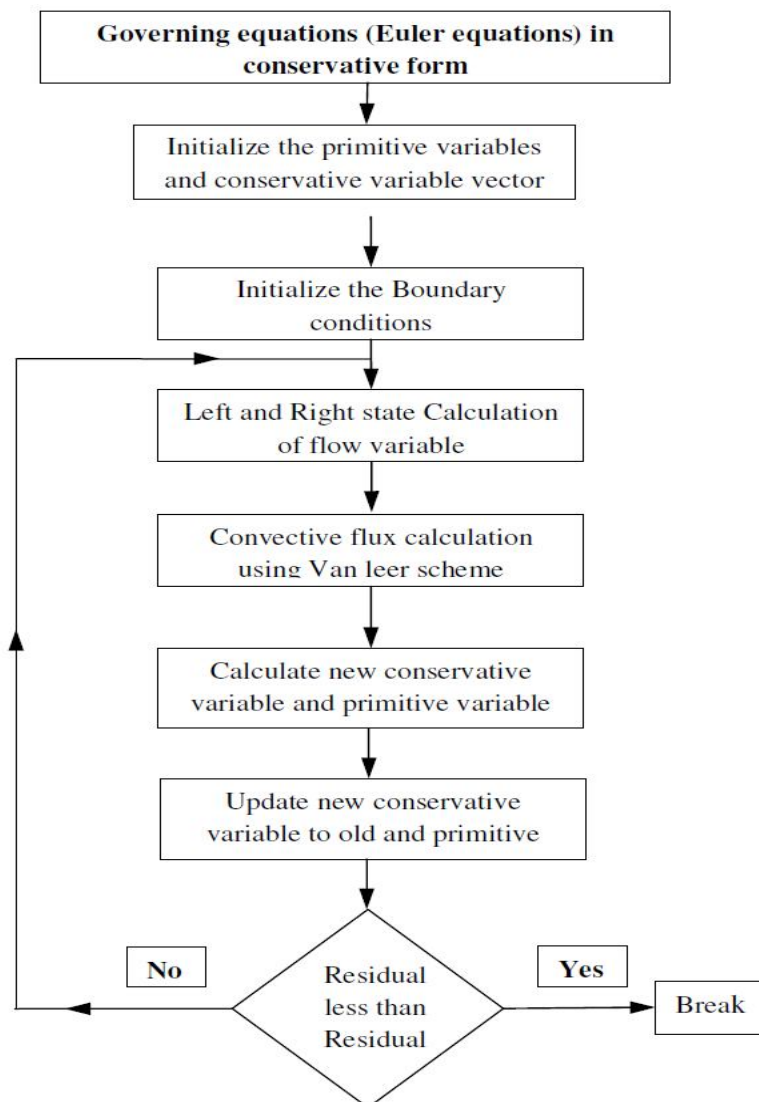 Governing equations (Euler equations) in
conservative form
Initialize the primitive variables
and conservative variable vector
Initialize the Boundary
conditions
Left and Right state Calculation
of flow variable
Convective flux calculation
using Van leer scheme
Calculate new conservative
variable and primitive variable
Update new conservative
variable to old and primitive
No
Residual
less than
Residual
Yes
Break